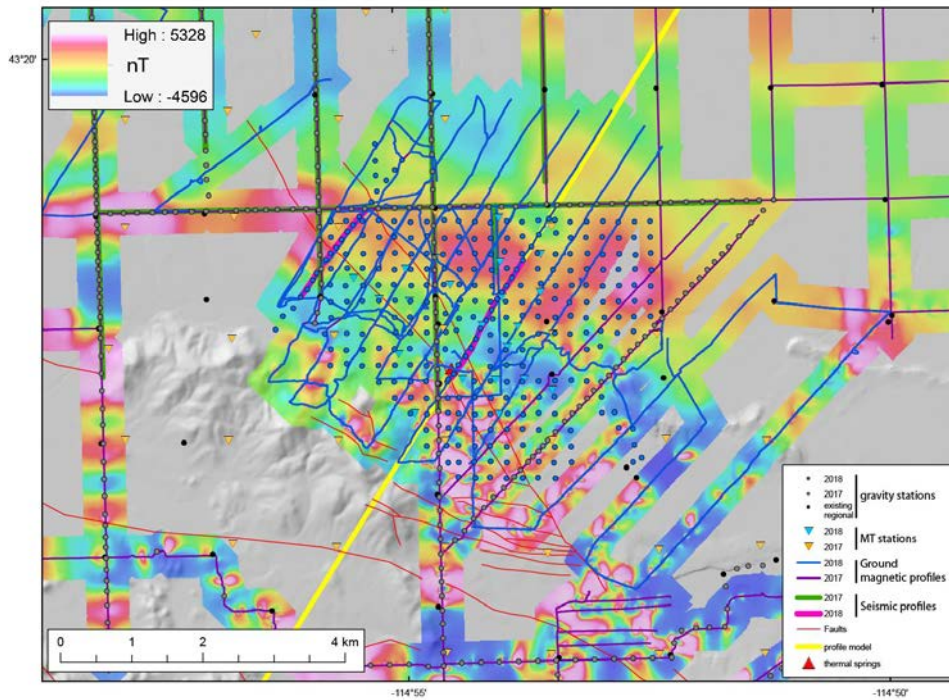 High : 5328
nT
Low : -4596
43°20'
2018
2017
existing
regional
gravity stations
2018
2017
MT stations
2018
2017
Ground
magnetic profiles
2017
2018
Seismic profiles
Faults
profile model
thermal springs
0 1 2 4 km
-114°55' -114°50'